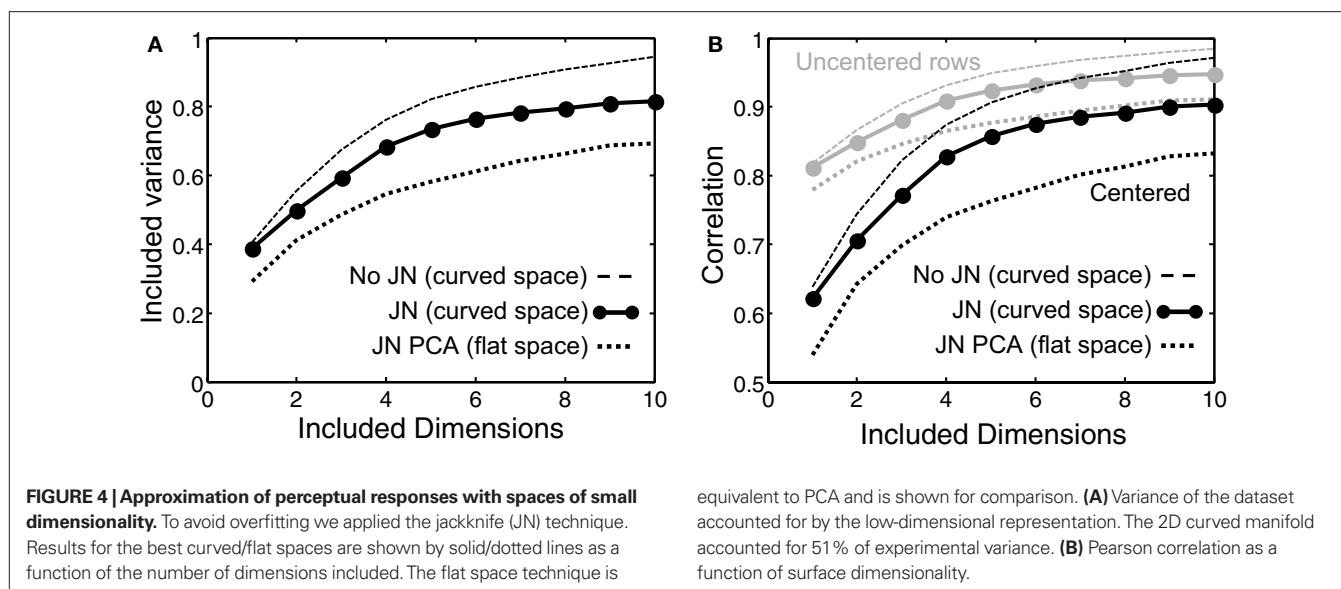 A
1
0.8
0.6
0.4
0.2
0
Included variance
No JN (curved space)
JN (curved space)
JN PCA (flat space)
0
2
4
6
8
10
Included Dimensions
B
1
0.9
0.8
0.7
0.6
0.5
Correlation
Uncentered rows
Centered
No JN (curved space)
JN (curved space)
JN PCA (flat space)
0
2
4
6
8
10
Included Dimensions
FIGURE 4 | Approximation of perceptual responses with spaces of small
dimensionality. To avoid overfitting we applied the jackknife (JN) technique.
Results for the best curved/flat spaces are shown by solid/dotted lines as a
function of the number of dimensions included. The flat space technique is
equivalent to PCA and is shown for comparison. (A) Variance of the dataset
accounted for by the low-dimensional representation. The 2D curved manifold
accounted for 51% of experimental variance. (B) Pearson correlation as a
function of surface dimensionality.